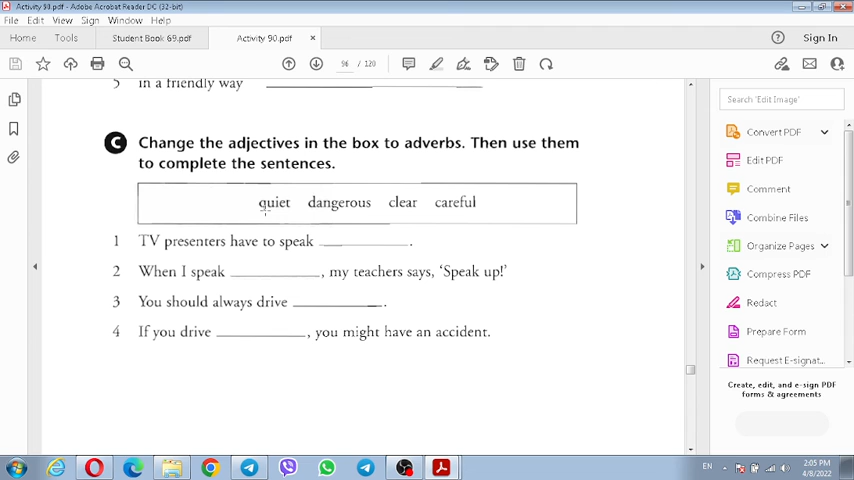 Activity 90.pdf - Adobe Acrobat Reader DC (32-bit)
File Edit View Sign Window Help
Home Tools Student Book 69.pdf Activity 90.pdf × Sign In
96 / 120
5 in a friendly way
C Change the adjectives in the box to adverbs. Then use them
to complete the sentences.
quiet dangerous clear careful
1 TV presenters have to speak ____________.
2 When I speak ____________, my teachers says, ‘Speak up!’
3 You should always drive ____________.
4 If you drive ____________, you might have an accident.
Search 'Edit Image'
Convert PDF
Edit PDF
Comment
Combine Files
Organize Pages
Compress PDF
Redact
Prepare Form
Request E-signat...
Create, edit, and e-sign PDF
forms & agreements
EN
2:05 PM
4/8/2022